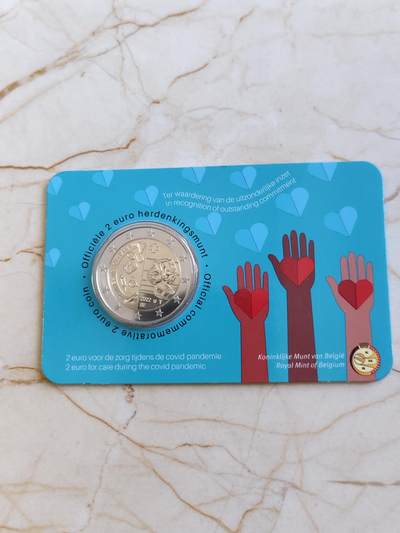 Ter waardering van de uitzonderlijke inzet
in recognition of outstanding commitment
Officiële 2 euro herdenkingsmunt
Official commemorative 2 euro coin
2022
2 euro voor de zorg tijdens de covid pandemie
2 euro for care during the covid pandemic
Koninklijke Munt van België
Royal Mint of Belgium